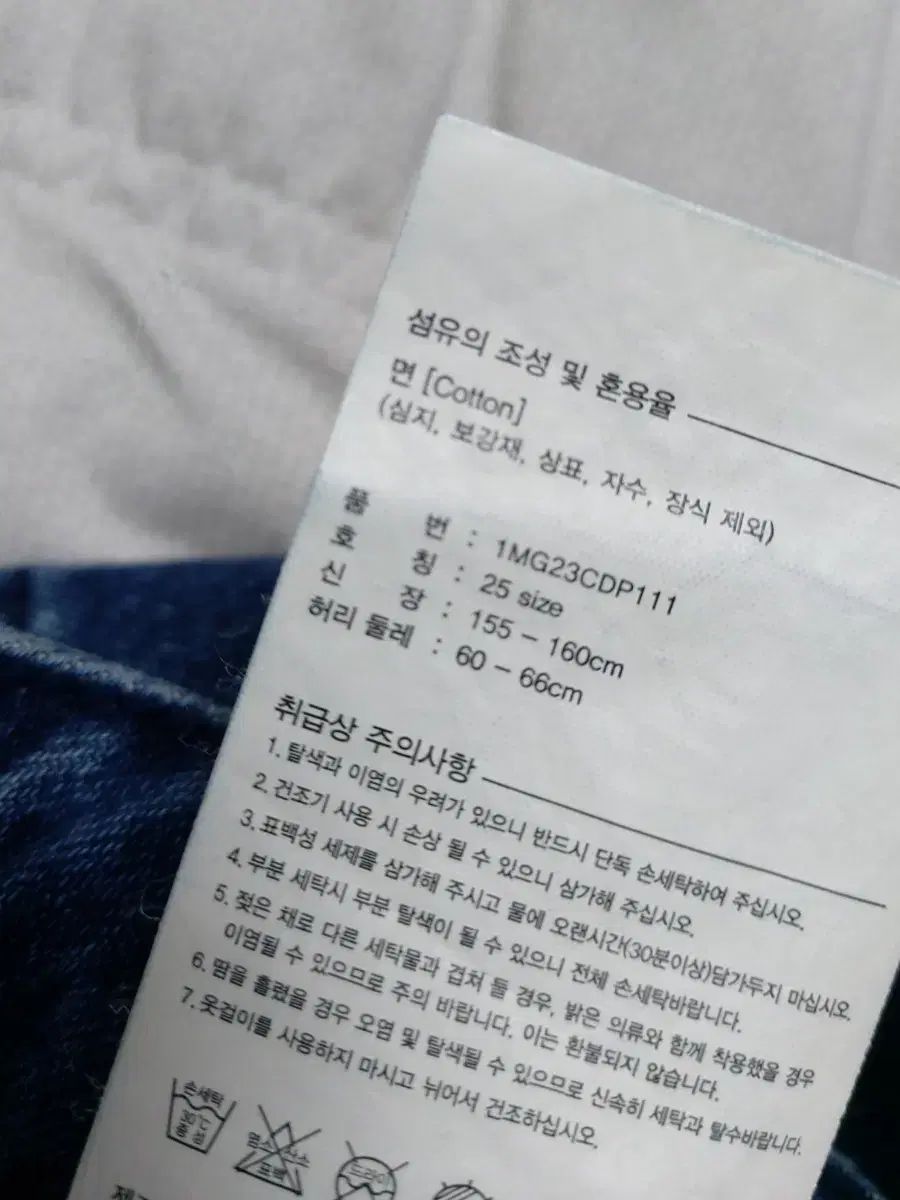 섬유의 조성 및 혼용율
면 [Cotton]
(심지, 보강재, 상표, 자수, 장식 제외)
품 번 : 1MG23CDP111
호 칭 : 25 size
신 장 : 155 – 160cm
허리 둘레 : 60 – 66cm
취급상 주의사항
1. 탈색과 이염의 우려가 있으니 반드시 단독 손세탁하여 주십시오.
2. 건조기 사용 시 손상 될 수 있으니 삼가해 주십시오.
3. 표백성 세제를 삼가해 주시고 물에 오랜시간(30분이상)담가두지 마십시오.
4. 부분 세탁시 부분 탈색이 될 수 있으니 전체 손세탁바랍니다.
5. 젖은 채로 다른 세탁물과 겹쳐 둘 경우, 밝은 의류와 함께 착용했을 경우
이염될 수 있으므로 주의 바랍니다. 이는 환불되지 않습니다.
6. 땀을 흘렸을 경우 오염 및 탈색될 수 있으므로 신속히 세탁과 탈수바랍니다.
7. 옷걸이를 사용하지 마시고 뉘어서 건조하십시오.
손세탁
30℃
중성
염소 산소
표백
드라이